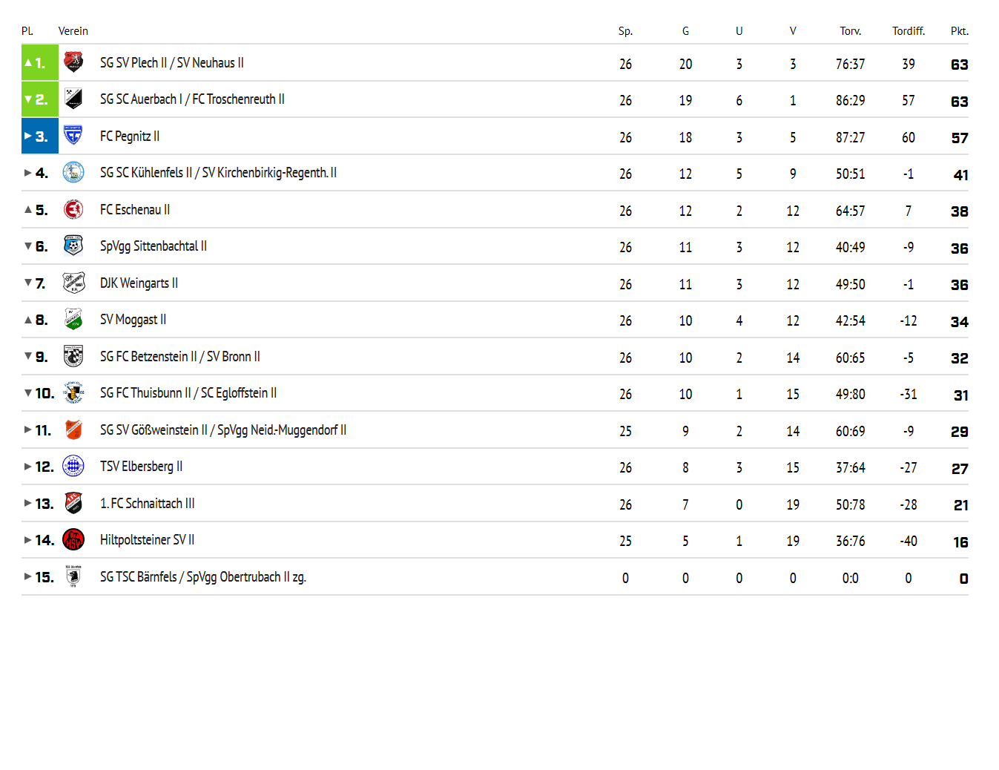 Pl. Verein Sp. G U V Torv. Tordiff. Pkt.
1. SG SV Plech II / SV Neuhaus II 26 20 3 3 76:37 39 63
2. SG SC Auerbach I / FC Troschenreuth II 26 19 6 1 86:29 57 63
3. FC Pegnitz II 26 18 3 5 87:27 60 57
4. SG SC Kühlenfels II / SV Kirchenbirkig-Regenth. II 26 12 5 9 50:51 -1 41
5. FC Eschenau II 26 12 2 12 64:57 7 38
6. SpVgg Sittenbachtal II 26 11 3 12 40:49 -9 36
7. DJK Weingarts II 26 11 3 12 49:50 -1 36
8. SV Moggast II 26 10 4 12 42:54 -12 34
9. SG FC Betzenstein II / SV Bronn II 26 10 2 14 60:65 -5 32
10. SG FC Thuisbunn II / SC Egloffstein II 26 10 1 15 49:80 -31 31
11. SG SV Gößweinstein II / SpVgg Neid.-Muggendorf II 25 9 2 14 60:69 -9 29
12. TSV Elbersberg II 26 8 3 15 37:64 -27 27
13. 1. FC Schnaittach III 26 7 0 19 50:78 -28 21
14. Hiltpoltsteiner SV II 25 5 1 19 36:76 -40 16
15. SG TSC Bärnfels / SpVgg Obertrubach II zg. 0 0 0 0 0:0 0 0